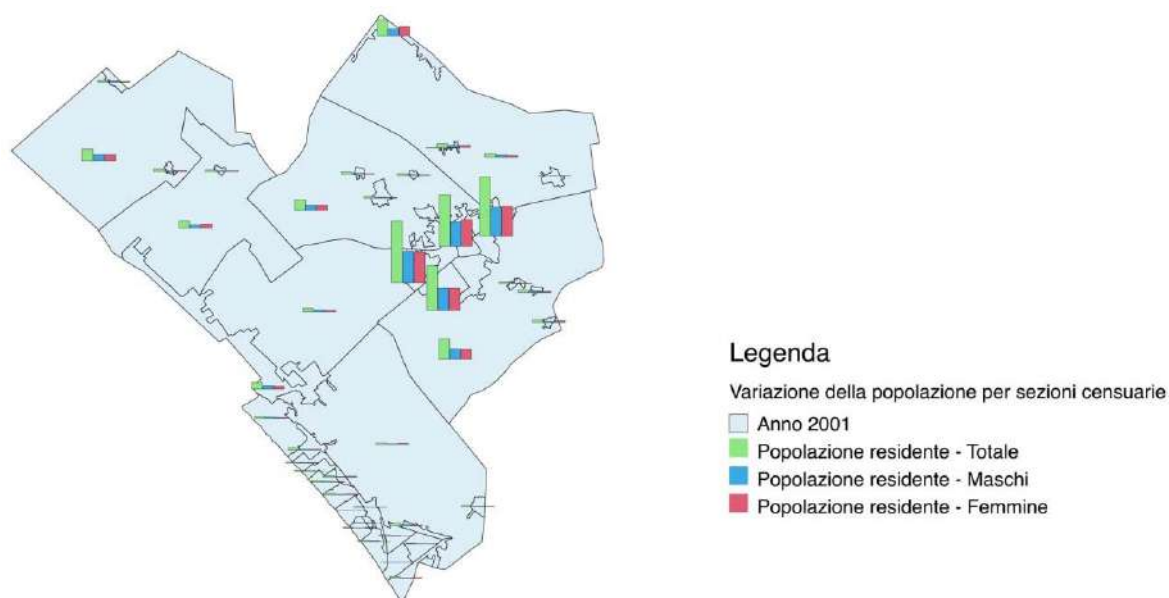 Legenda
Variazione della popolazione per sezioni censuarie
Anno 2001
Popolazione residente - Totale
Popolazione residente - Maschi
Popolazione residente - Femmine